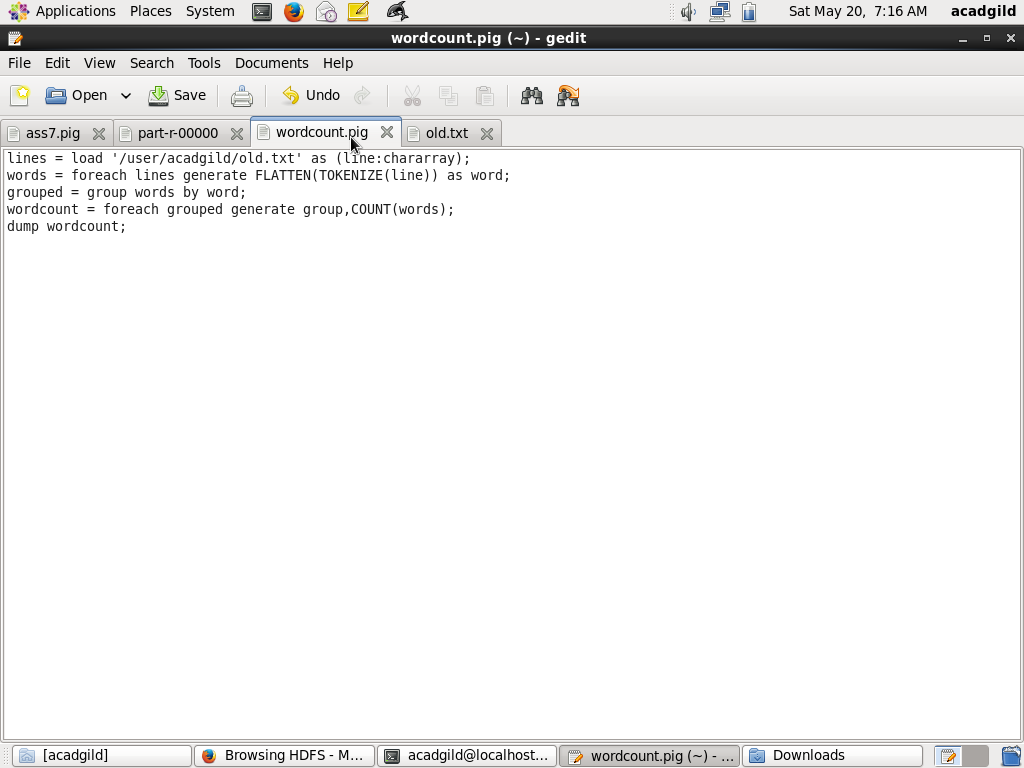 Applications Places System Sat May 20, 7:16 AM acadgild
wordcount.pig (~) - gedit
File Edit View Search Tools Documents Help
Open Save Undo
ass7.pig part-r-00000 wordcount.pig old.txt
lines = load '/user/acadgild/old.txt' as (line:chararray);
words = foreach lines generate FLATTEN(TOKENIZE(line)) as word;
grouped = group words by word;
wordcount = foreach grouped generate group,COUNT(words);
dump wordcount;
[acadgild] Browsing HDFS - M... acadgild@localhost... wordcount.pig (~) - ... Downloads